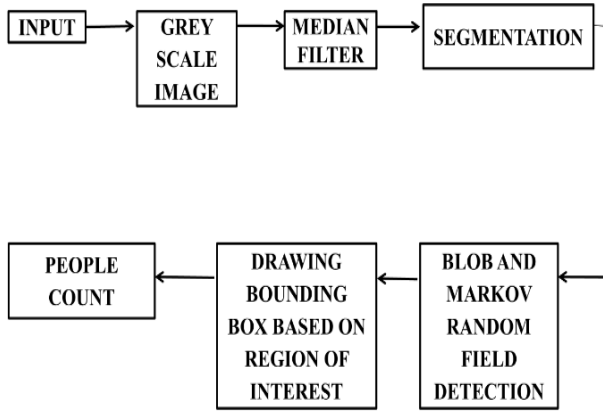 INPUT
GREY
SCALE
IMAGE
MEDIAN
FILTER
SEGMENTATION
BLOB AND
MARKOV
RANDOM
FIELD
DETECTION
DRAWING
BOUNDING
BOX BASED ON
REGION OF
INTEREST
PEOPLE
COUNT